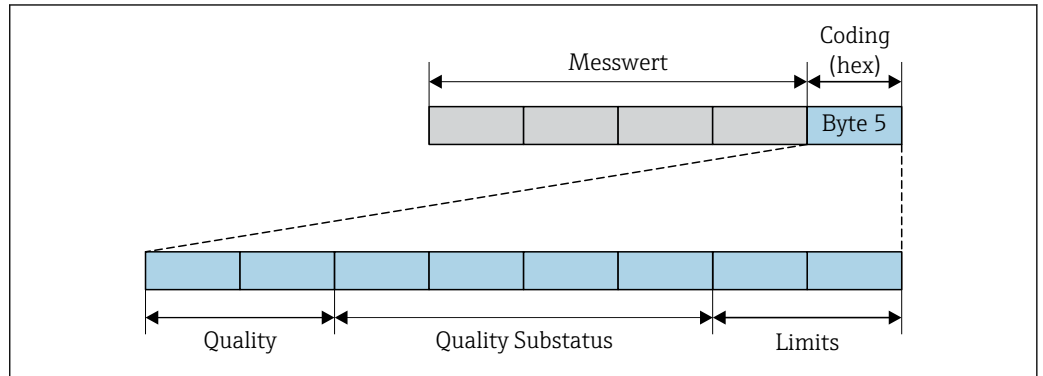 Messwert
Coding
(hex)
Byte 5
Quality
Quality Substatus
Limits